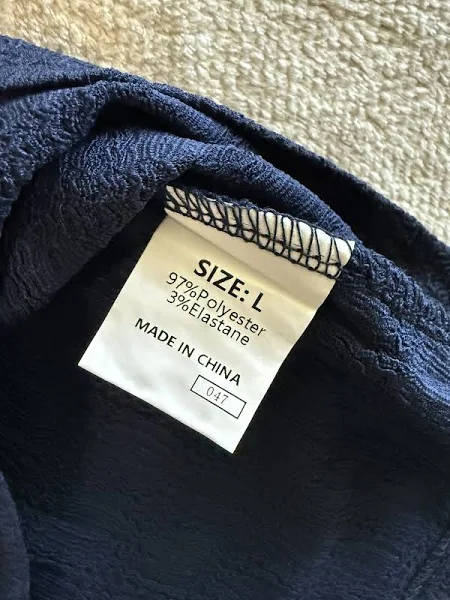 SIZE: L
97%Polyester
3%Elastane
MADE IN CHINA
047